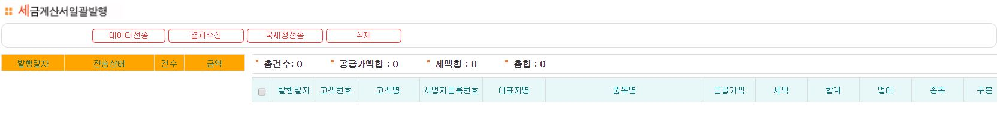 세금계산서일괄발행
데이터전송 결과수신 국세청전송 삭제
발행일자 전송상태 건수 금액
총건수: 0 공급가액합 : 0 세액합 : 0 총합 : 0
발행일자 고객번호 고객명 사업자등록번호 대표자명 품목명 공급가액 세액 합계 업태 종목 구분